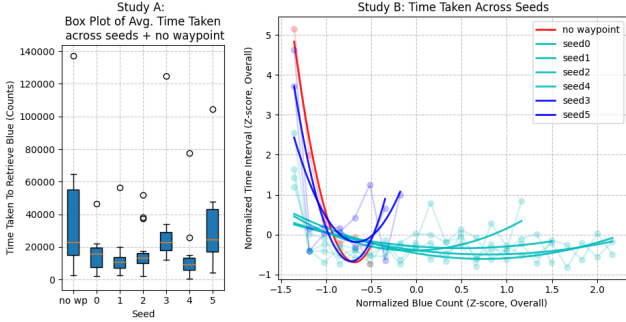 Study A:
Box Plot of Avg. Time Taken
across seeds + no waypoint
Time Taken To Retrieve Blue (Counts)
140000
120000
100000
80000
60000
40000
20000
0
no wp 0 1 2 3 4 5
Seed
Study B: Time Taken Across Seeds
Normalized Time Interval (Z-score, Overall)
5
4
3
2
1
0
−1
−1.5 −1.0 −0.5 0.0 0.5 1.0 1.5 2.0
Normalized Blue Count (Z-score, Overall)
no waypoint
seed0
seed1
seed2
seed4
seed3
seed5